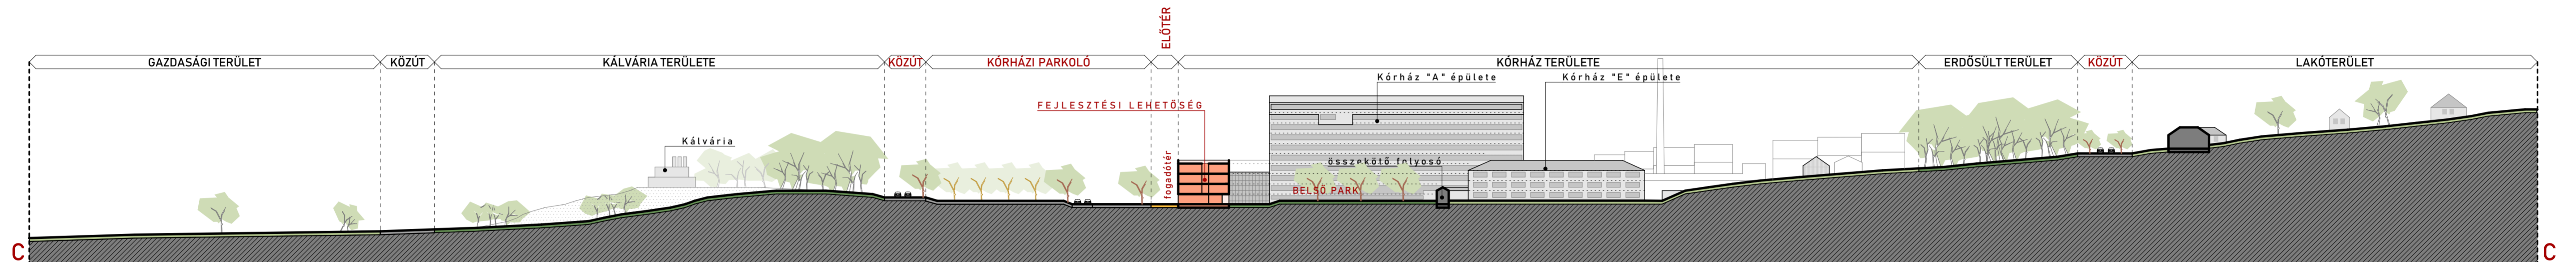 ELŐTÉR
GAZDASÁGI TERÜLET
KÖZÚT
KÁLVÁRIA TERÜLETE
KÖZÚT
KÓRHÁZI PARKOLÓ
KÓRHÁZ TERÜLETE
ERDŐSÜLT TERÜLET
KÖZÚT
LAKÓTERÜLET
Kórház "A" épülete
Kórház "E" épülete
FEJLESZTÉSI LEHETŐSÉG
Kálvária
fogadótér
összekötő folyosó
BELSŐ PARK
C
C